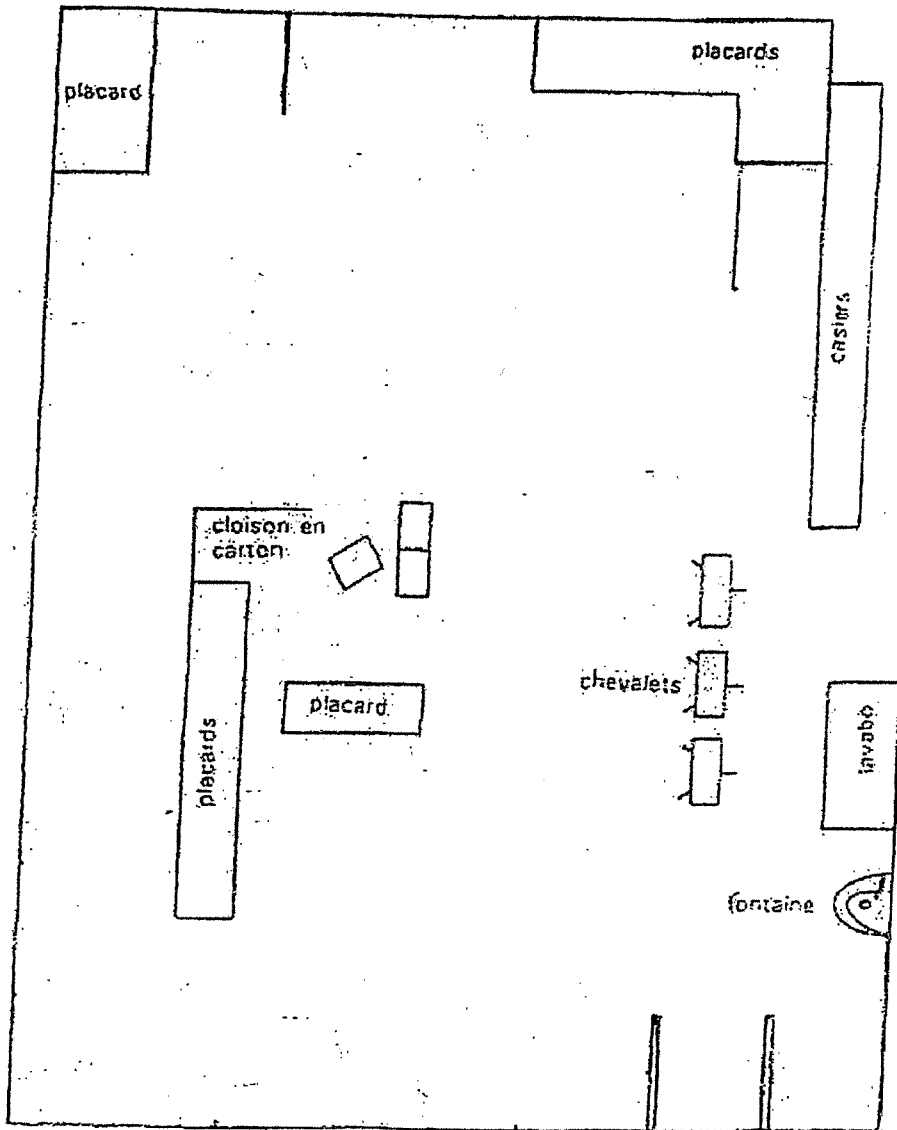 placards
placard
casiers
cloison en
carton
chevalets
placard
placards
lavabo
fontaine